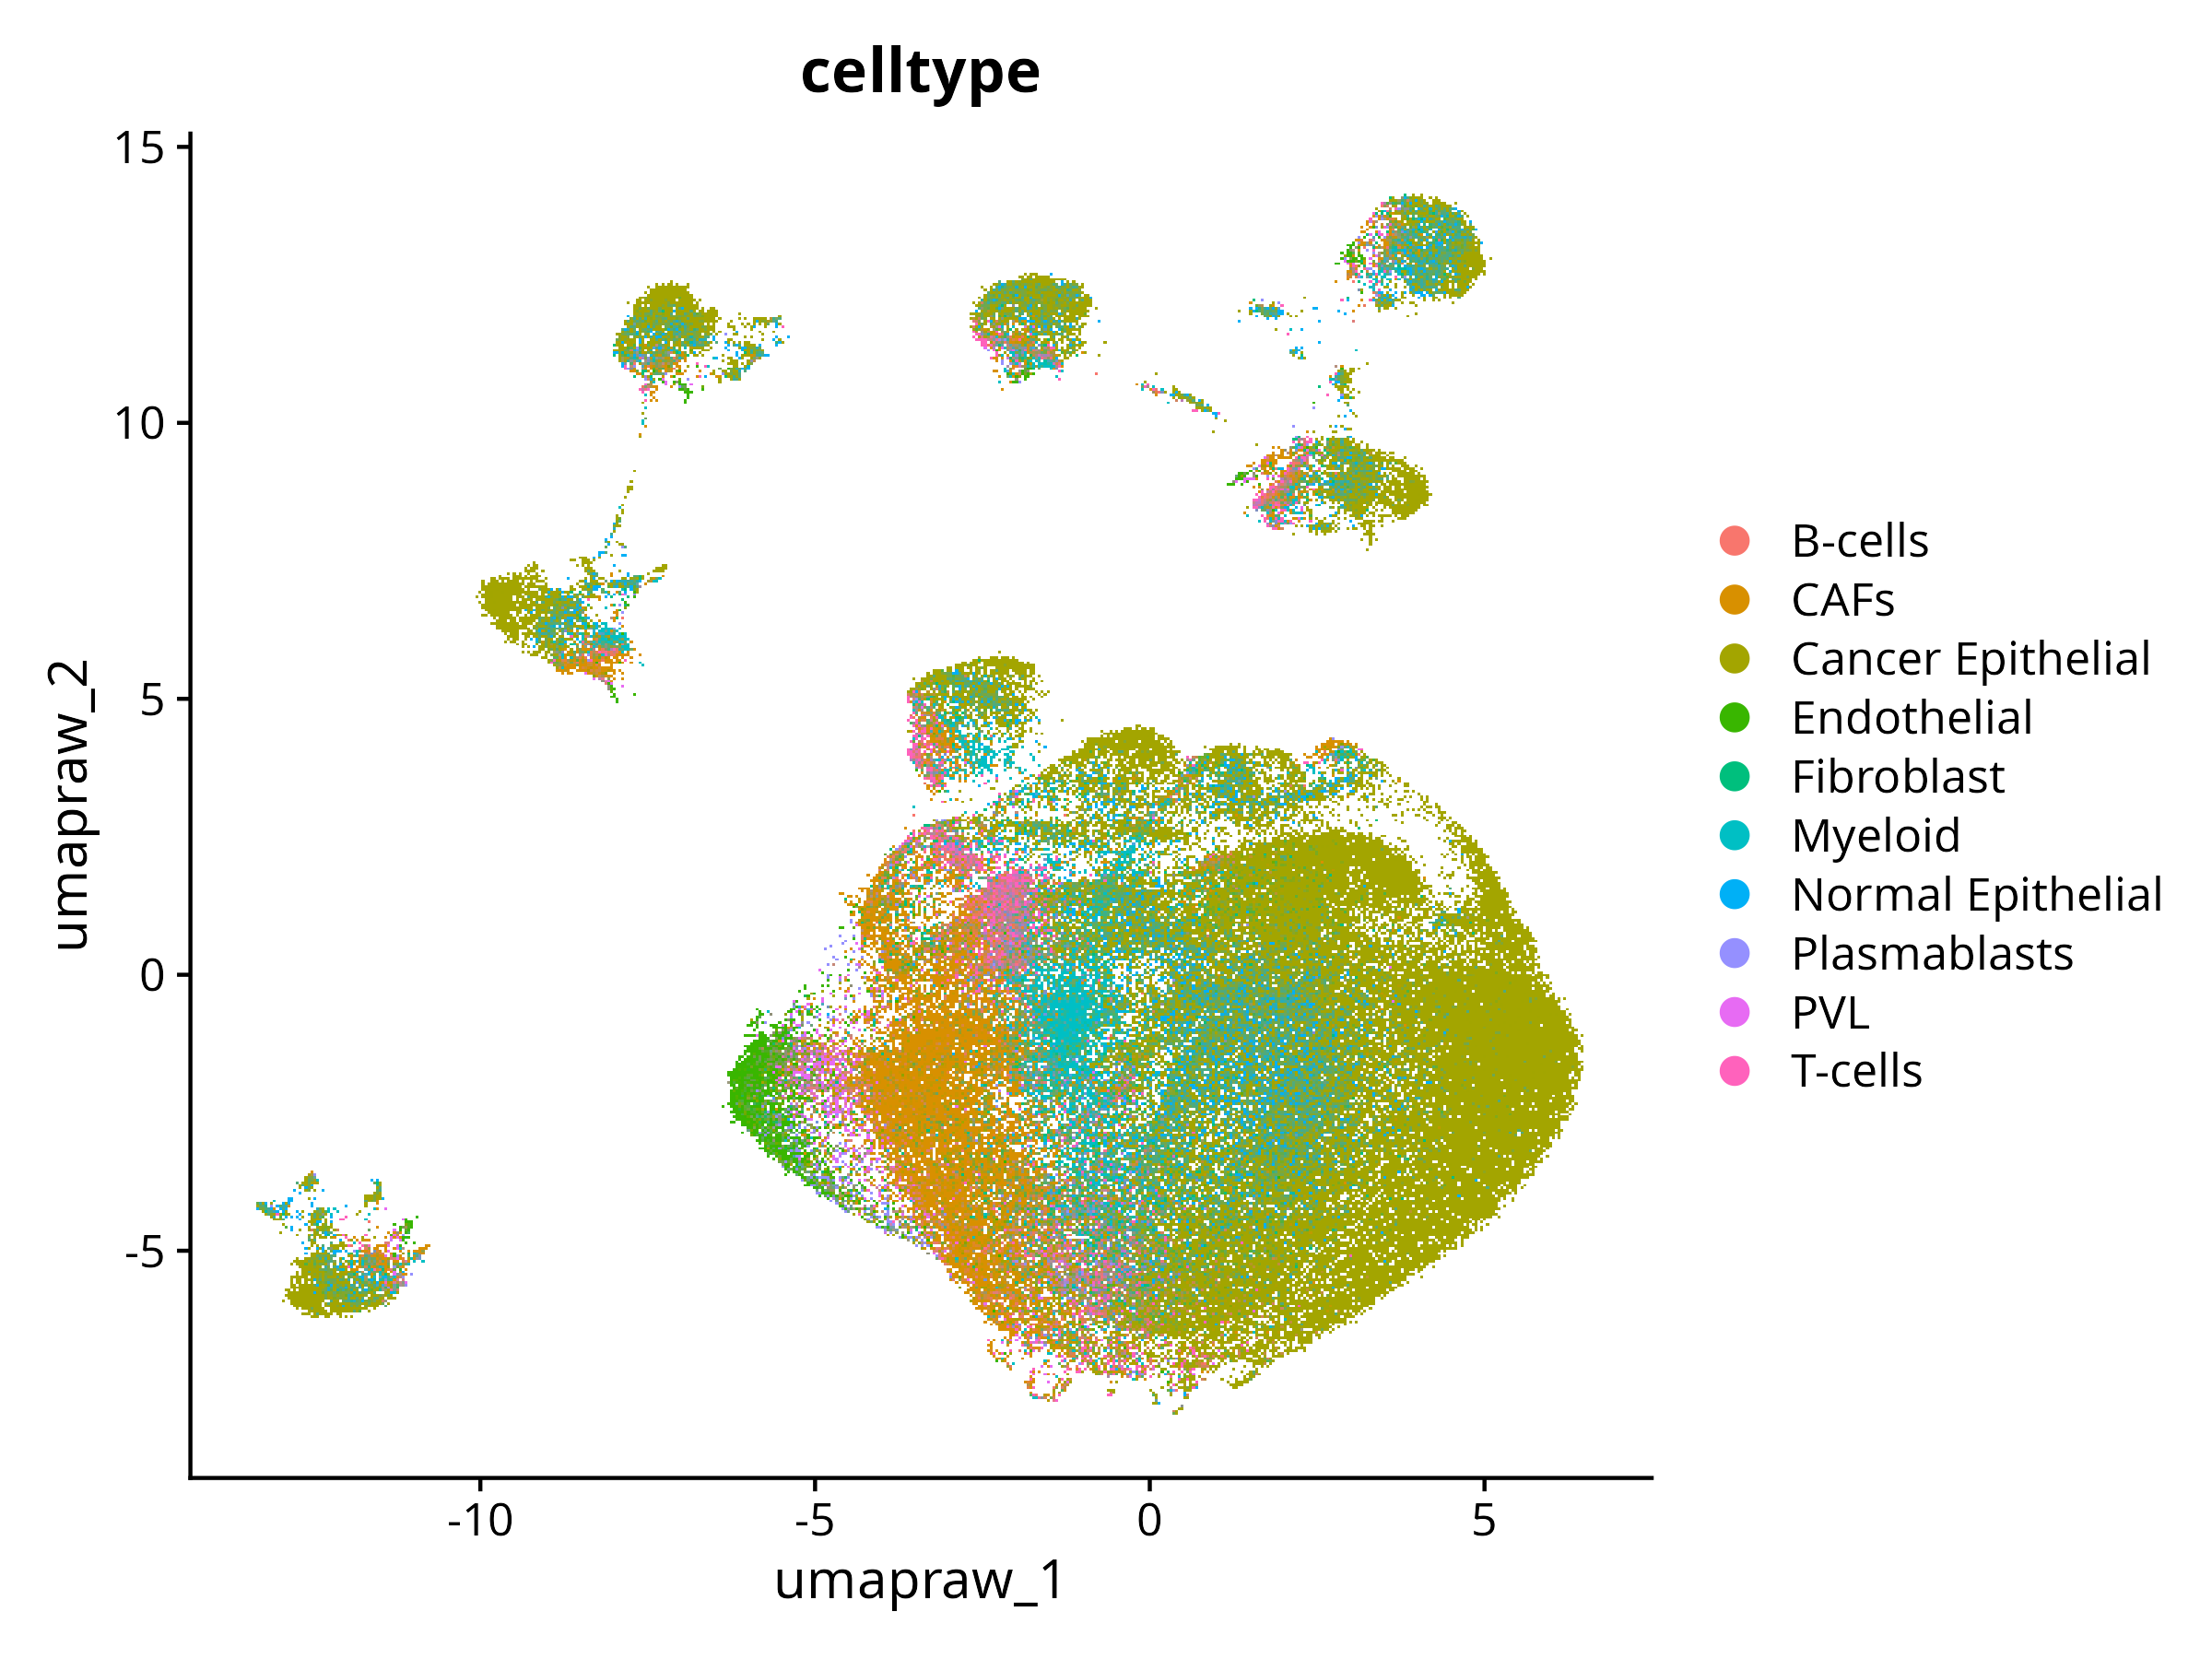 celltype
15
10
5
0
-5
umapraw_2
-10
-5
0
5
umapraw_1
B-cells
CAFs
Cancer Epithelial
Endothelial
Fibroblast
Myeloid
Normal Epithelial
Plasmablasts
PVL
T-cells